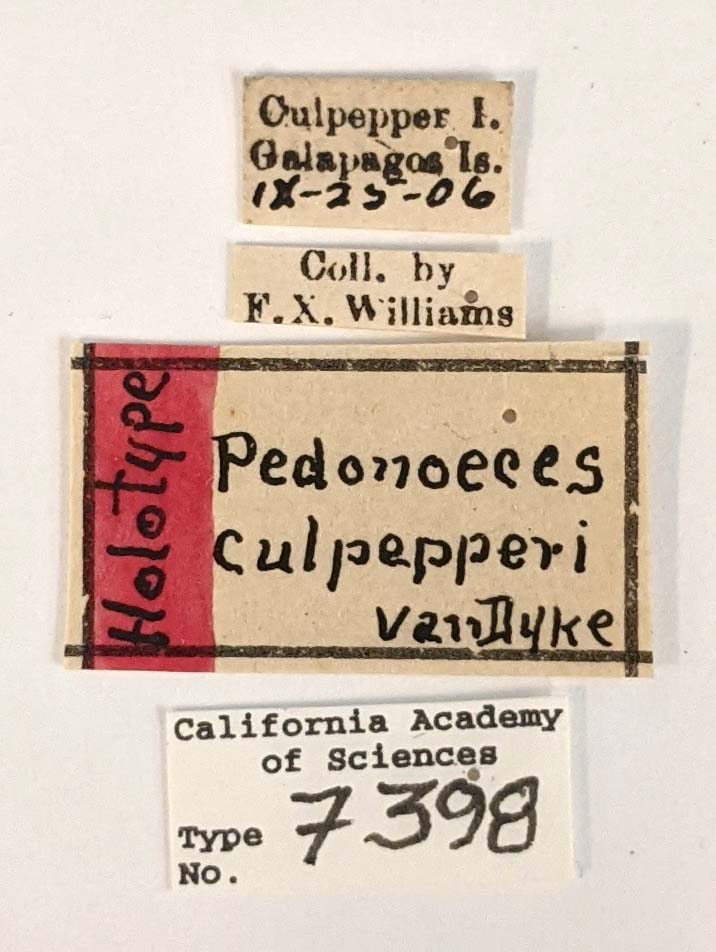 Culpepper I.
Galapagos Is.
IX-25-06
Coll. by
F. X. Williams
Holotype
Pedonoeces
culpepperi
VanDyke
California Academy
of Sciences
Type
No. 7398